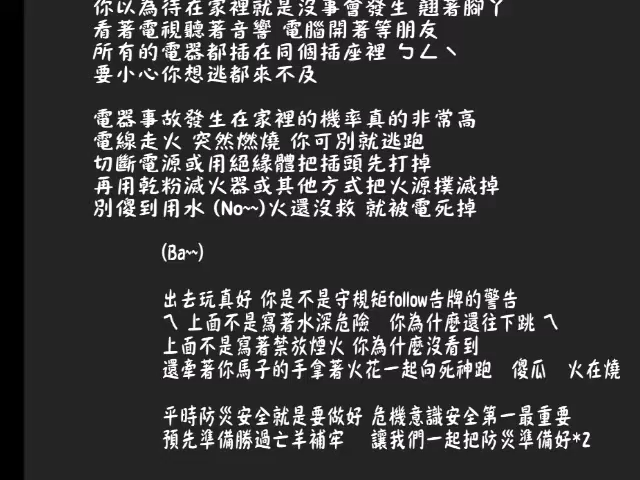 你以為待在家裡就是沒事會發生 翹著腳ㄚ
看著電視聽著音響 電腦開著等朋友
所有的電器都插在同個插座裡 ㄅㄥヽ
要小心你想逃都來不及
電器事故發生在家裡的機率真的非常高
電線走火 突然燃燒 你可別就逃跑
切斷電源或用絕緣體把插頭先打掉
再用乾粉滅火器或其他方式把火源撲滅掉
別傻到用水 (No~~)火還沒救 就被電死掉
(Ba~~)
出去玩真好 你是不是守規矩follow告牌的警告
ㄟ 上面不是寫著水深危險 你為什麼還往下跳 ㄟ
上面不是寫著禁放煙火 你為什麼沒看到
還牽著你馬子的手拿著火花一起向死神跑 傻瓜 火在燒
平時防災安全就是要做好 危機意識安全第一最重要
預先準備勝過亡羊補牢 讓我們一起把防災準備好*2